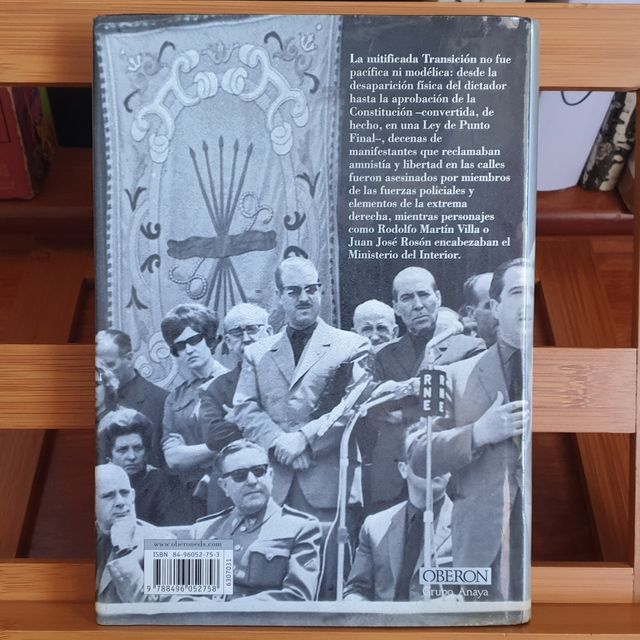 La mitificada Transición no fue
pacífica ni modélica: desde la
desaparición física del dictador
hasta la aprobación de la
Constitución –convertida, de
hecho, en una Ley de Punto
Final–, decenas de
manifestantes que reclamaban
amnistía y libertad en las calles
fueron asesinados por miembros
de las fuerzas policiales y
elementos de la extrema
derecha, mientras personajes
como Rodolfo Martín Villa o
Juan José Rosón encabezaban el
Ministerio del Interior.
RNE
www.oberoneds.com
ISBN 84-96052-75-3
9 788496 052758
6307031
OBERON
Grupo Anaya